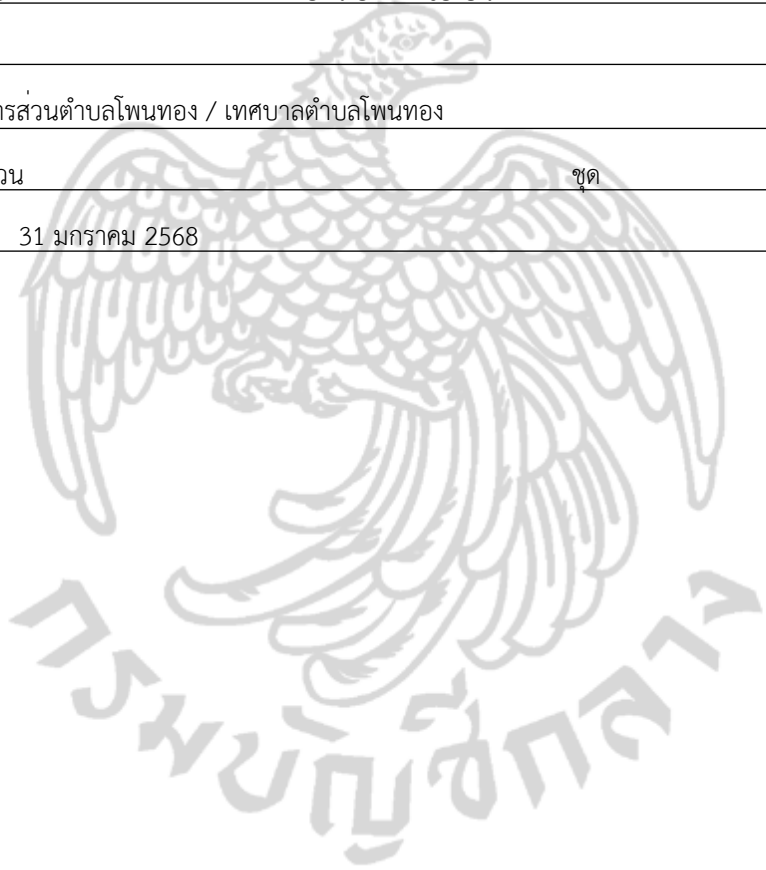 รส่วนตำบลโพนทอง / เทศบาลตำบลโพนทอง
วน ชุด
31 มกราคม 2568
กรมบัญชีกลาง